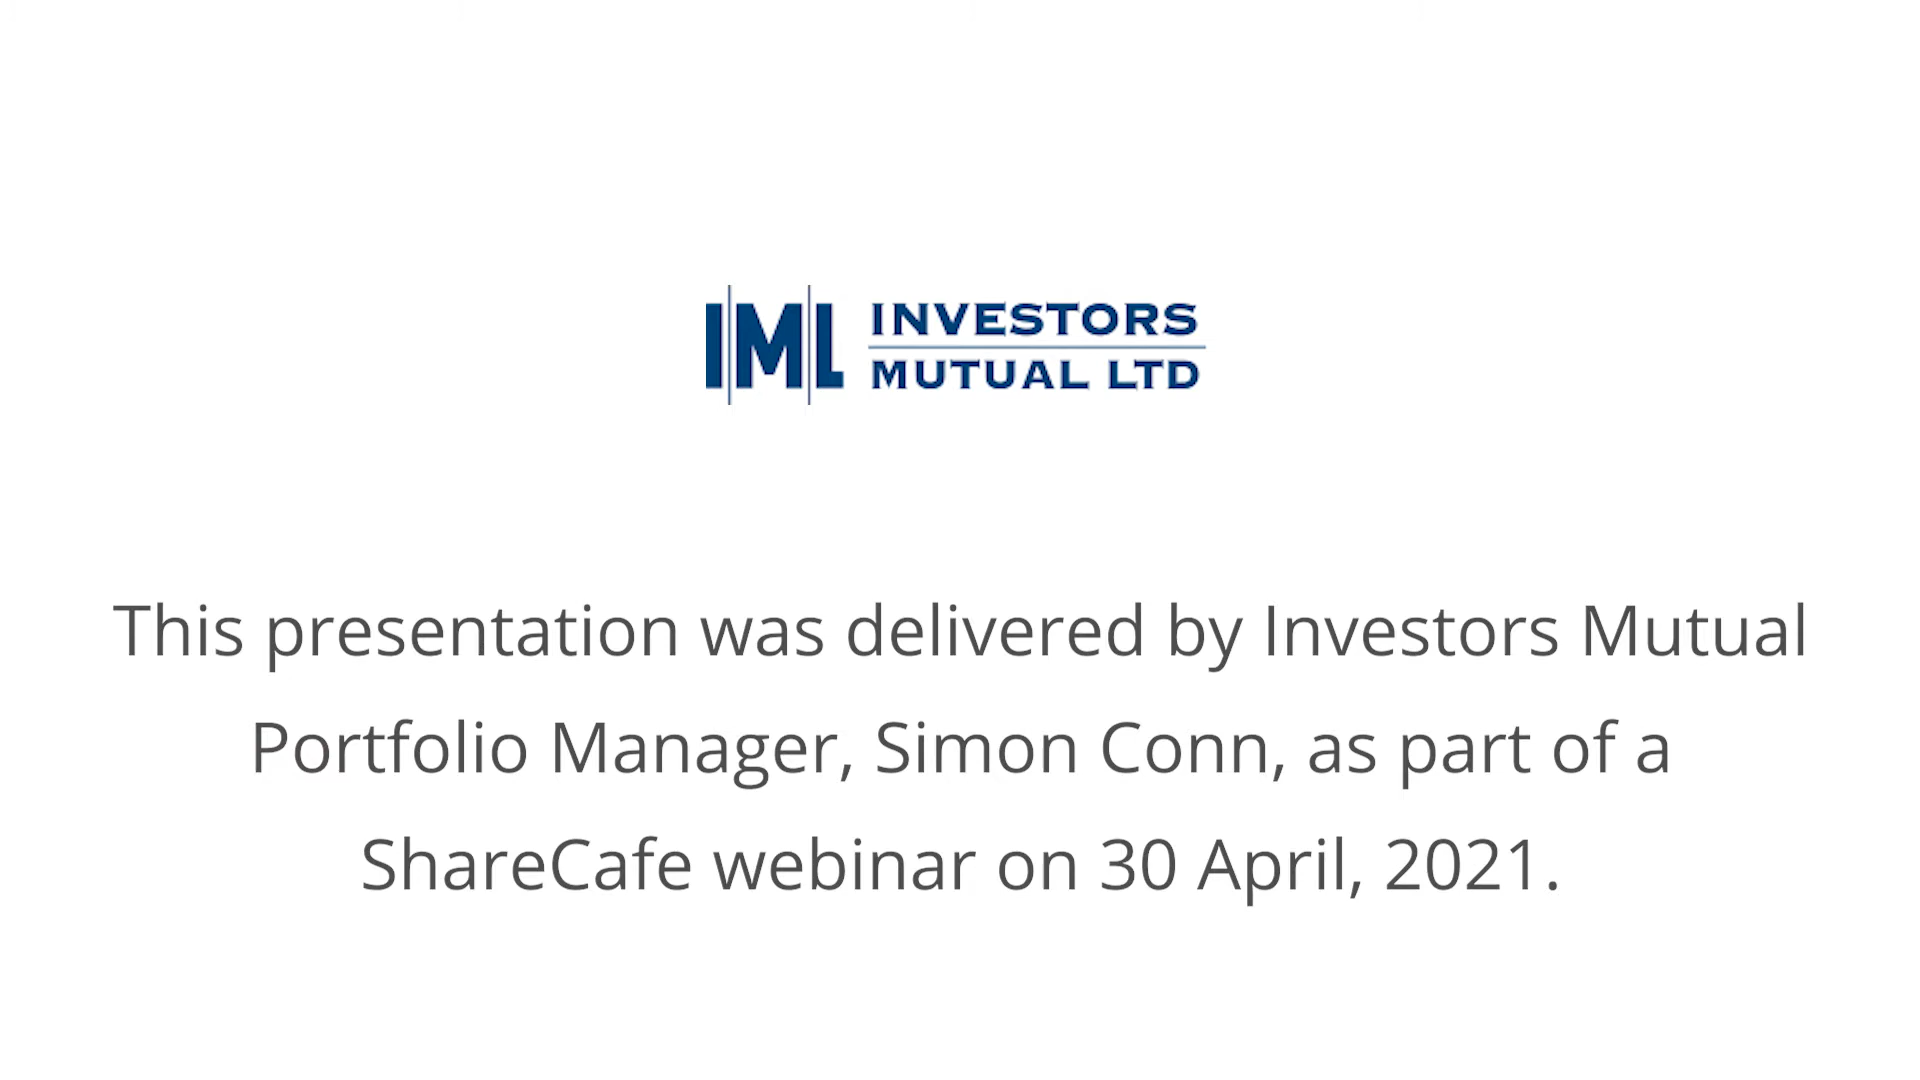 IML INVESTORS
MUTUAL LTD
This presentation was delivered by Investors Mutual
Portfolio Manager, Simon Conn, as part of a
ShareCafe webinar on 30 April, 2021.